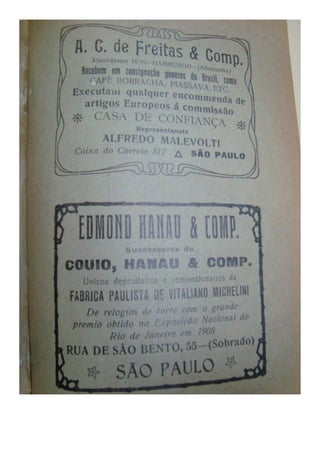 A. C. de Freitas & Comp.
HAMBURGO—(Allemanha)
Recebem em consignação generos do Brasil, como
CAFÉ BORRACHA, PIASSAVA, ETC.
Executam qualquer encommenda de
artigos Europeos á commissão
CASA DE CONFIANÇA
Representante
ALFREDO MALEVOLTI
Caixa do Correio 517 SÃO PAULO
EDMOND HANAU & COMP.
Successores de
COUIO, HANAU & COMP.
Unicos depositarios e concessionarios da
FABRICA PAULISTA DE VITALIANO MICHELINI
De relogios de torre com o grande
premio obtido na Exposição Nacional do
Rio de Janeiro em 1908
RUA DE SÃO BENTO, 55—(Sobrado)
SÃO PAULO